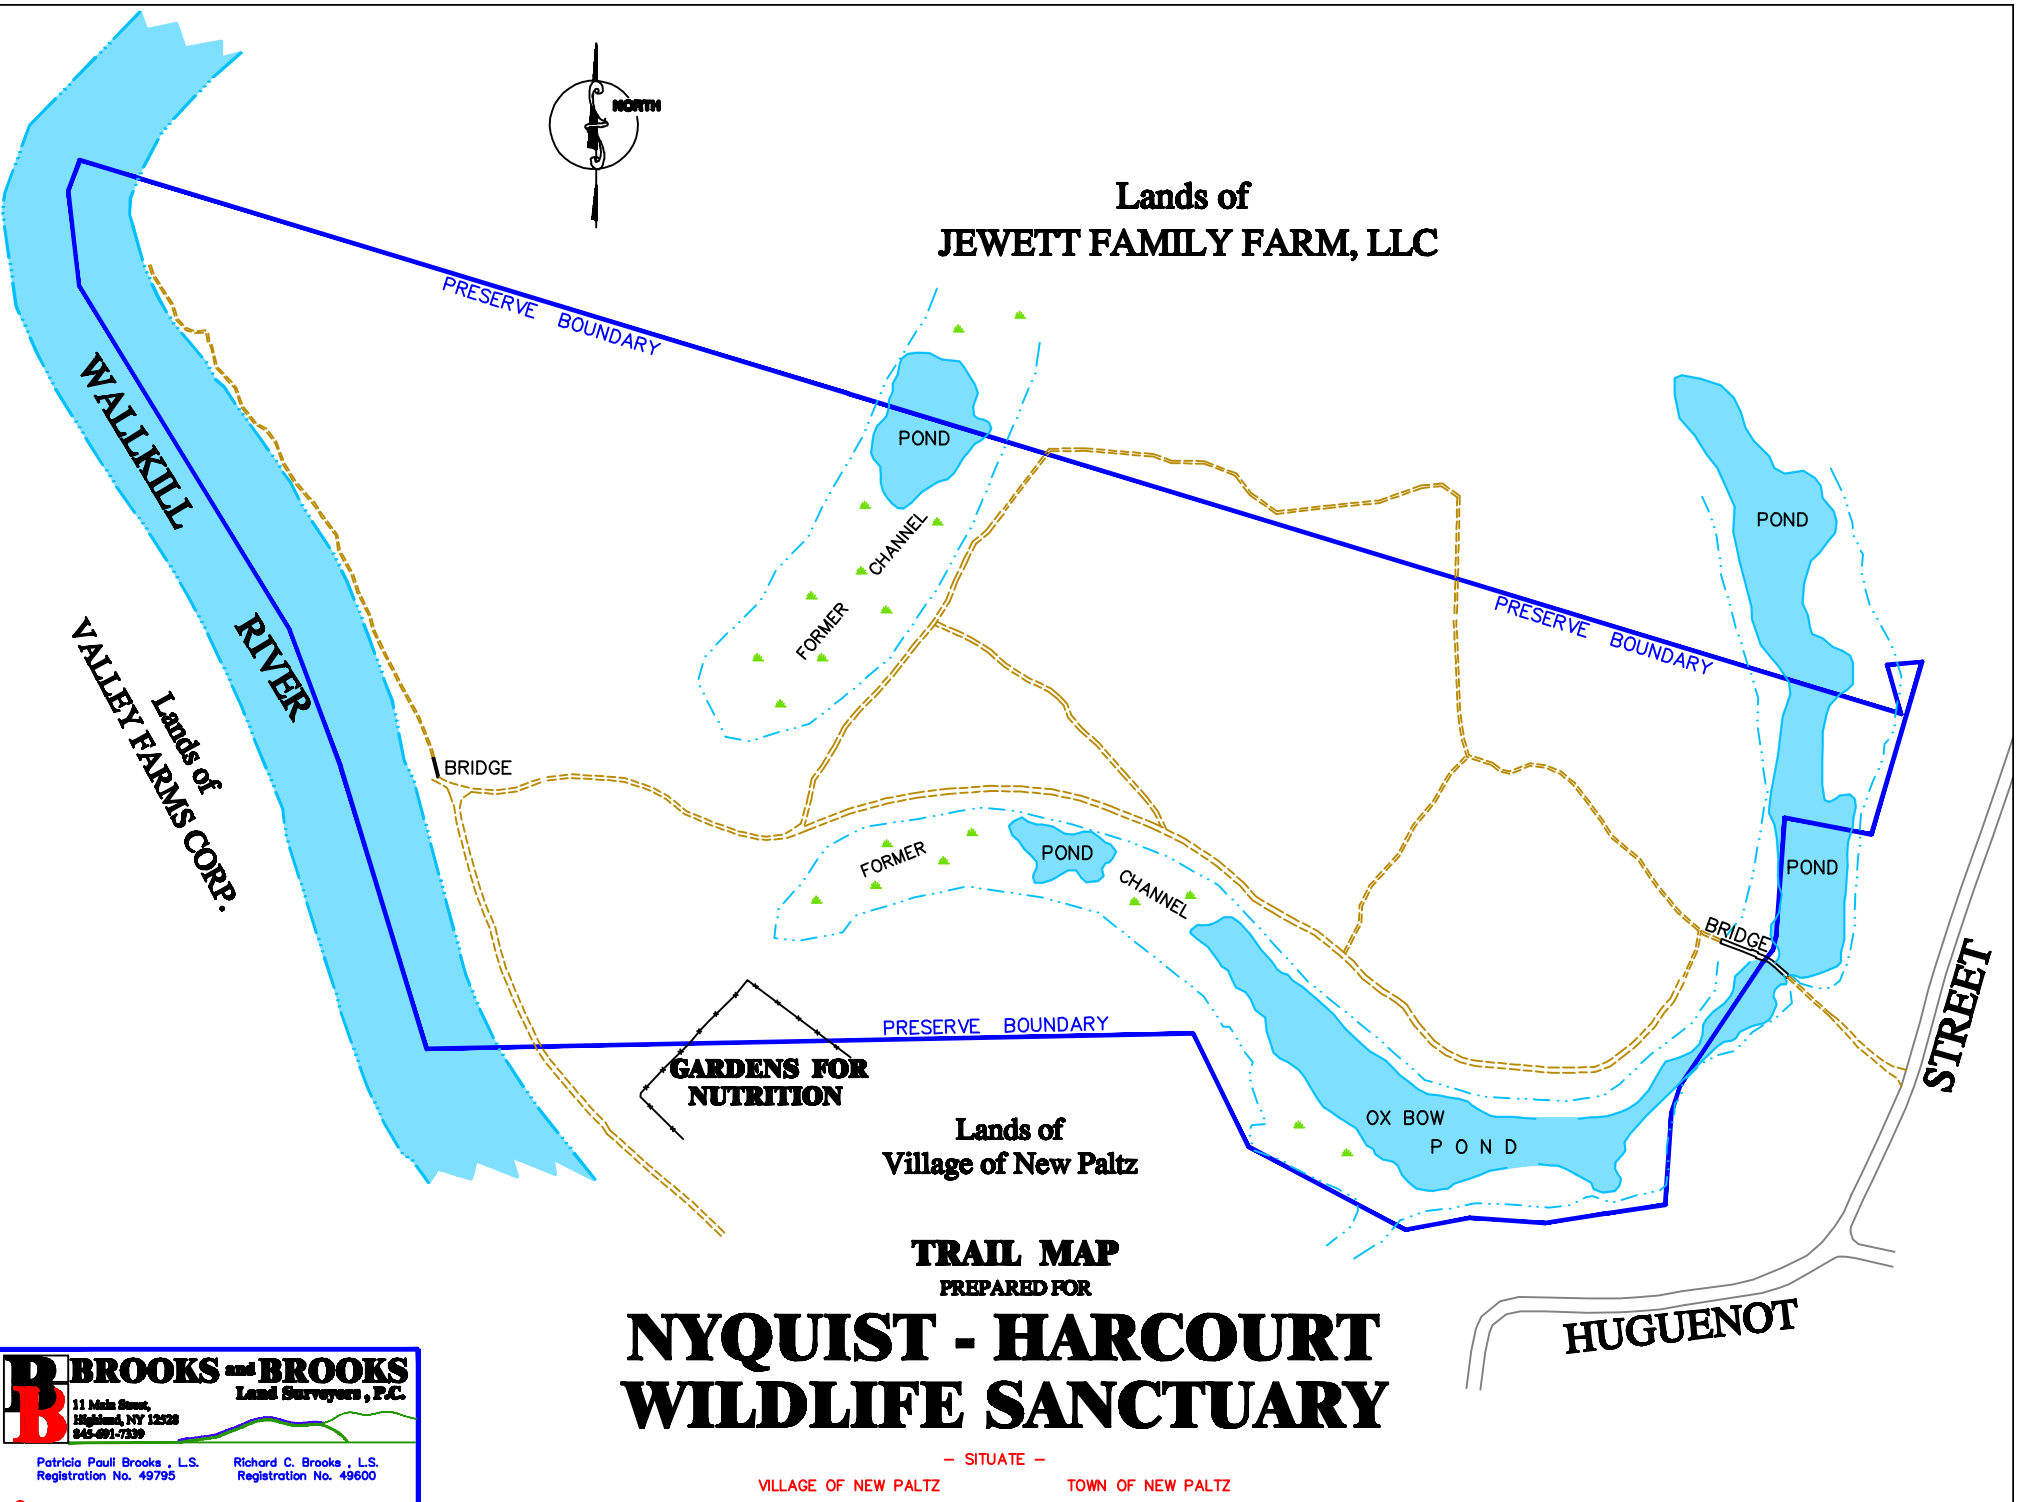 NORTH
Lands of
JEWETT FAMILY FARM, LLC
PRESERVE BOUNDARY
WALLKILL
RIVER
Lands of
VALLEY FARMS CORP.
POND
CHANNEL
FORMER
POND
PRESERVE BOUNDARY
BRIDGE
FORMER
POND
CHANNEL
POND
BRIDGE
STREET
PRESERVE BOUNDARY
GARDENS FOR
NUTRITION
OX BOW
POND
Lands of
Village of New Paltz
HUGUENOT
TRAIL MAP
PREPARED FOR
NYQUIST - HARCOURT
WILDLIFE SANCTUARY
– SITUATE –
VILLAGE OF NEW PALTZ TOWN OF NEW PALTZ
B
B
BROOKS and BROOKS
Land Surveyors, P.C.
11 Main Street,
Highland, NY 12528
845-691-7339
Patricia Pauli Brooks , L.S. Richard C. Brooks , L.S.
Registration No. 49795 Registration No. 49600